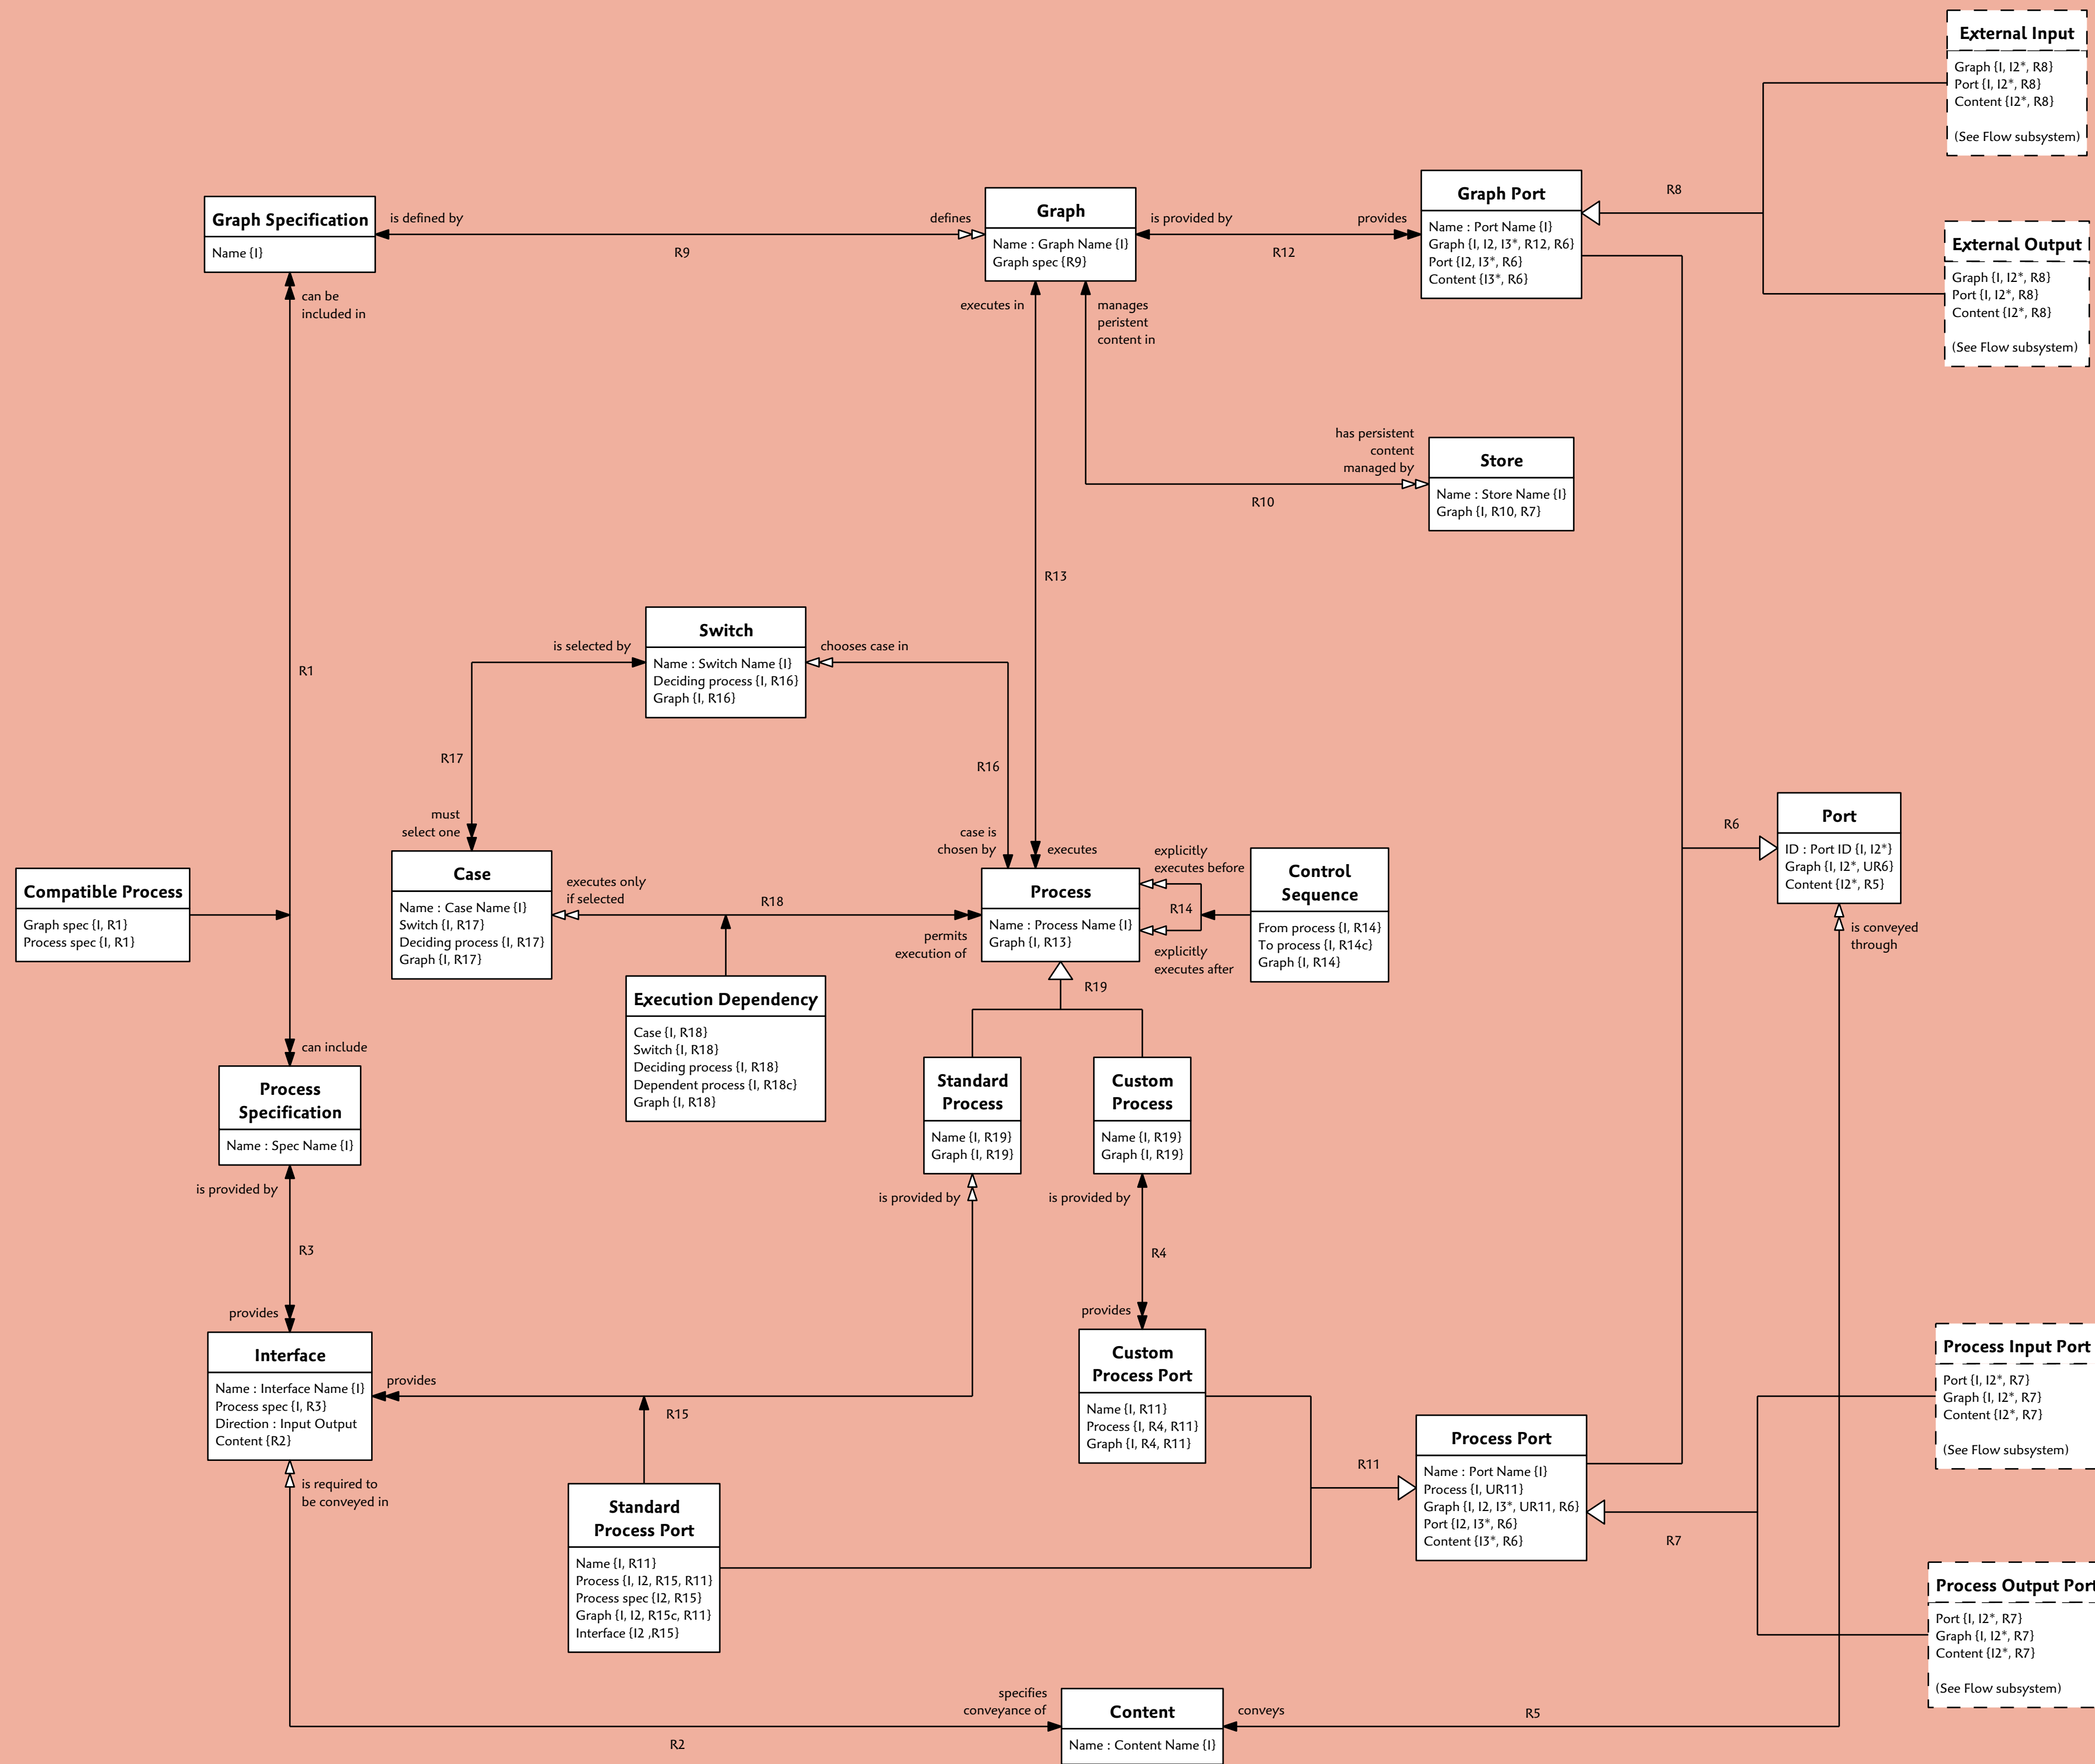 External Input
Graph {I, I2*, R8}
Port {I, I2*, R8}
Content {I2*, R8}
(See Flow subsystem)
Graph Specification
Name {I}
is defined by
R9
defines
Graph
Name : Graph Name {I}
Graph spec {R9}
is provided by
R12
provides
Graph Port
Name : Port Name {I}
Graph {I, I2, I3*, R12, R6}
Port {I2, I3*, R6}
Content {I3*, R6}
R8
External Output
Graph {I, I2*, R8}
Port {I, I2*, R8}
Content {I2*, R8}
(See Flow subsystem)
can be
included in
executes in
manages
peristent
content in
has persistent
content
managed by
R10
Store
Name : Store Name {I}
Graph {I, R10, R7}
R13
R1
Switch
Name : Switch Name {I}
Deciding process {I, R16}
Graph {I, R16}
is selected by
chooses case in
R17
R16
must
select one
case is
chosen by
executes
Case
Name : Case Name {I}
Switch {I, R17}
Deciding process {I, R17}
Graph {I, R17}
executes only
if selected
R18
permits
execution of
Process
Name : Process Name {I}
Graph {I, R13}
explicitly
executes before
R14
explicitly
executes after
Control
Sequence
From process {I, R14}
To process {I, R14c}
Graph {I, R14}
R6
Port
ID : Port ID {I, I2*}
Graph {I, I2*, UR6}
Content {I2*, R5}
is conveyed
through
Compatible Process
Graph spec {I, R1}
Process spec {I, R1}
Execution Dependency
Case {I, R18}
Switch {I, R18}
Deciding process {I, R18}
Dependent process {I, R18c}
Graph {I, R18}
R19
can include
Process
Specification
Name : Spec Name {I}
Standard
Process
Name {I, R19}
Graph {I, R19}
Custom
Process
Name {I, R19}
Graph {I, R19}
is provided by
is provided by
is provided by
R3
R4
provides
provides
Interface
Name : Interface Name {I}
Process spec {I, R3}
Direction : Input Output
Content {R2}
provides
R15
Custom
Process Port
Name {I, R11}
Process {I, R4, R11}
Graph {I, R4, R11}
R11
Process Port
Name : Port Name {I}
Process {I, UR11}
Graph {I, I2, I3*, UR11, R6}
Port {I2, I3*, R6}
Content {I3*, R6}
R7
Process Input Port
Port {I, I2*, R7}
Graph {I, I2*, R7}
Content {I2*, R7}
(See Flow subsystem)
is required to
be conveyed in
Standard
Process Port
Name {I, R11}
Process {I, I2, R15, R11}
Process spec {I2, R15}
Graph {I, I2, R15c, R11}
Interface {I2 ,R15}
Process Output Port
Port {I, I2*, R7}
Graph {I, I2*, R7}
Content {I2*, R7}
(See Flow subsystem)
specifies
conveyance of
R2
Content
Name : Content Name {I}
conveys
R5